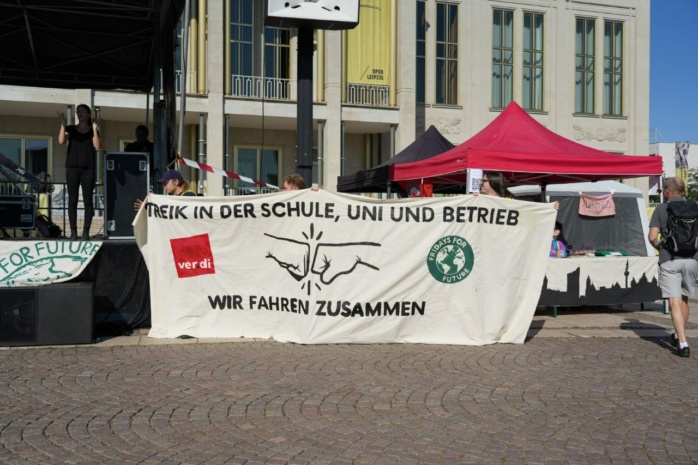 OPER
LEIPZIG
TREIK IN DER SCHULE, UNI UND BETRIEB
ver di
FRIDAYS FOR
FUTURE
WIR FAHREN ZUSAMMEN
FOR FUTURE